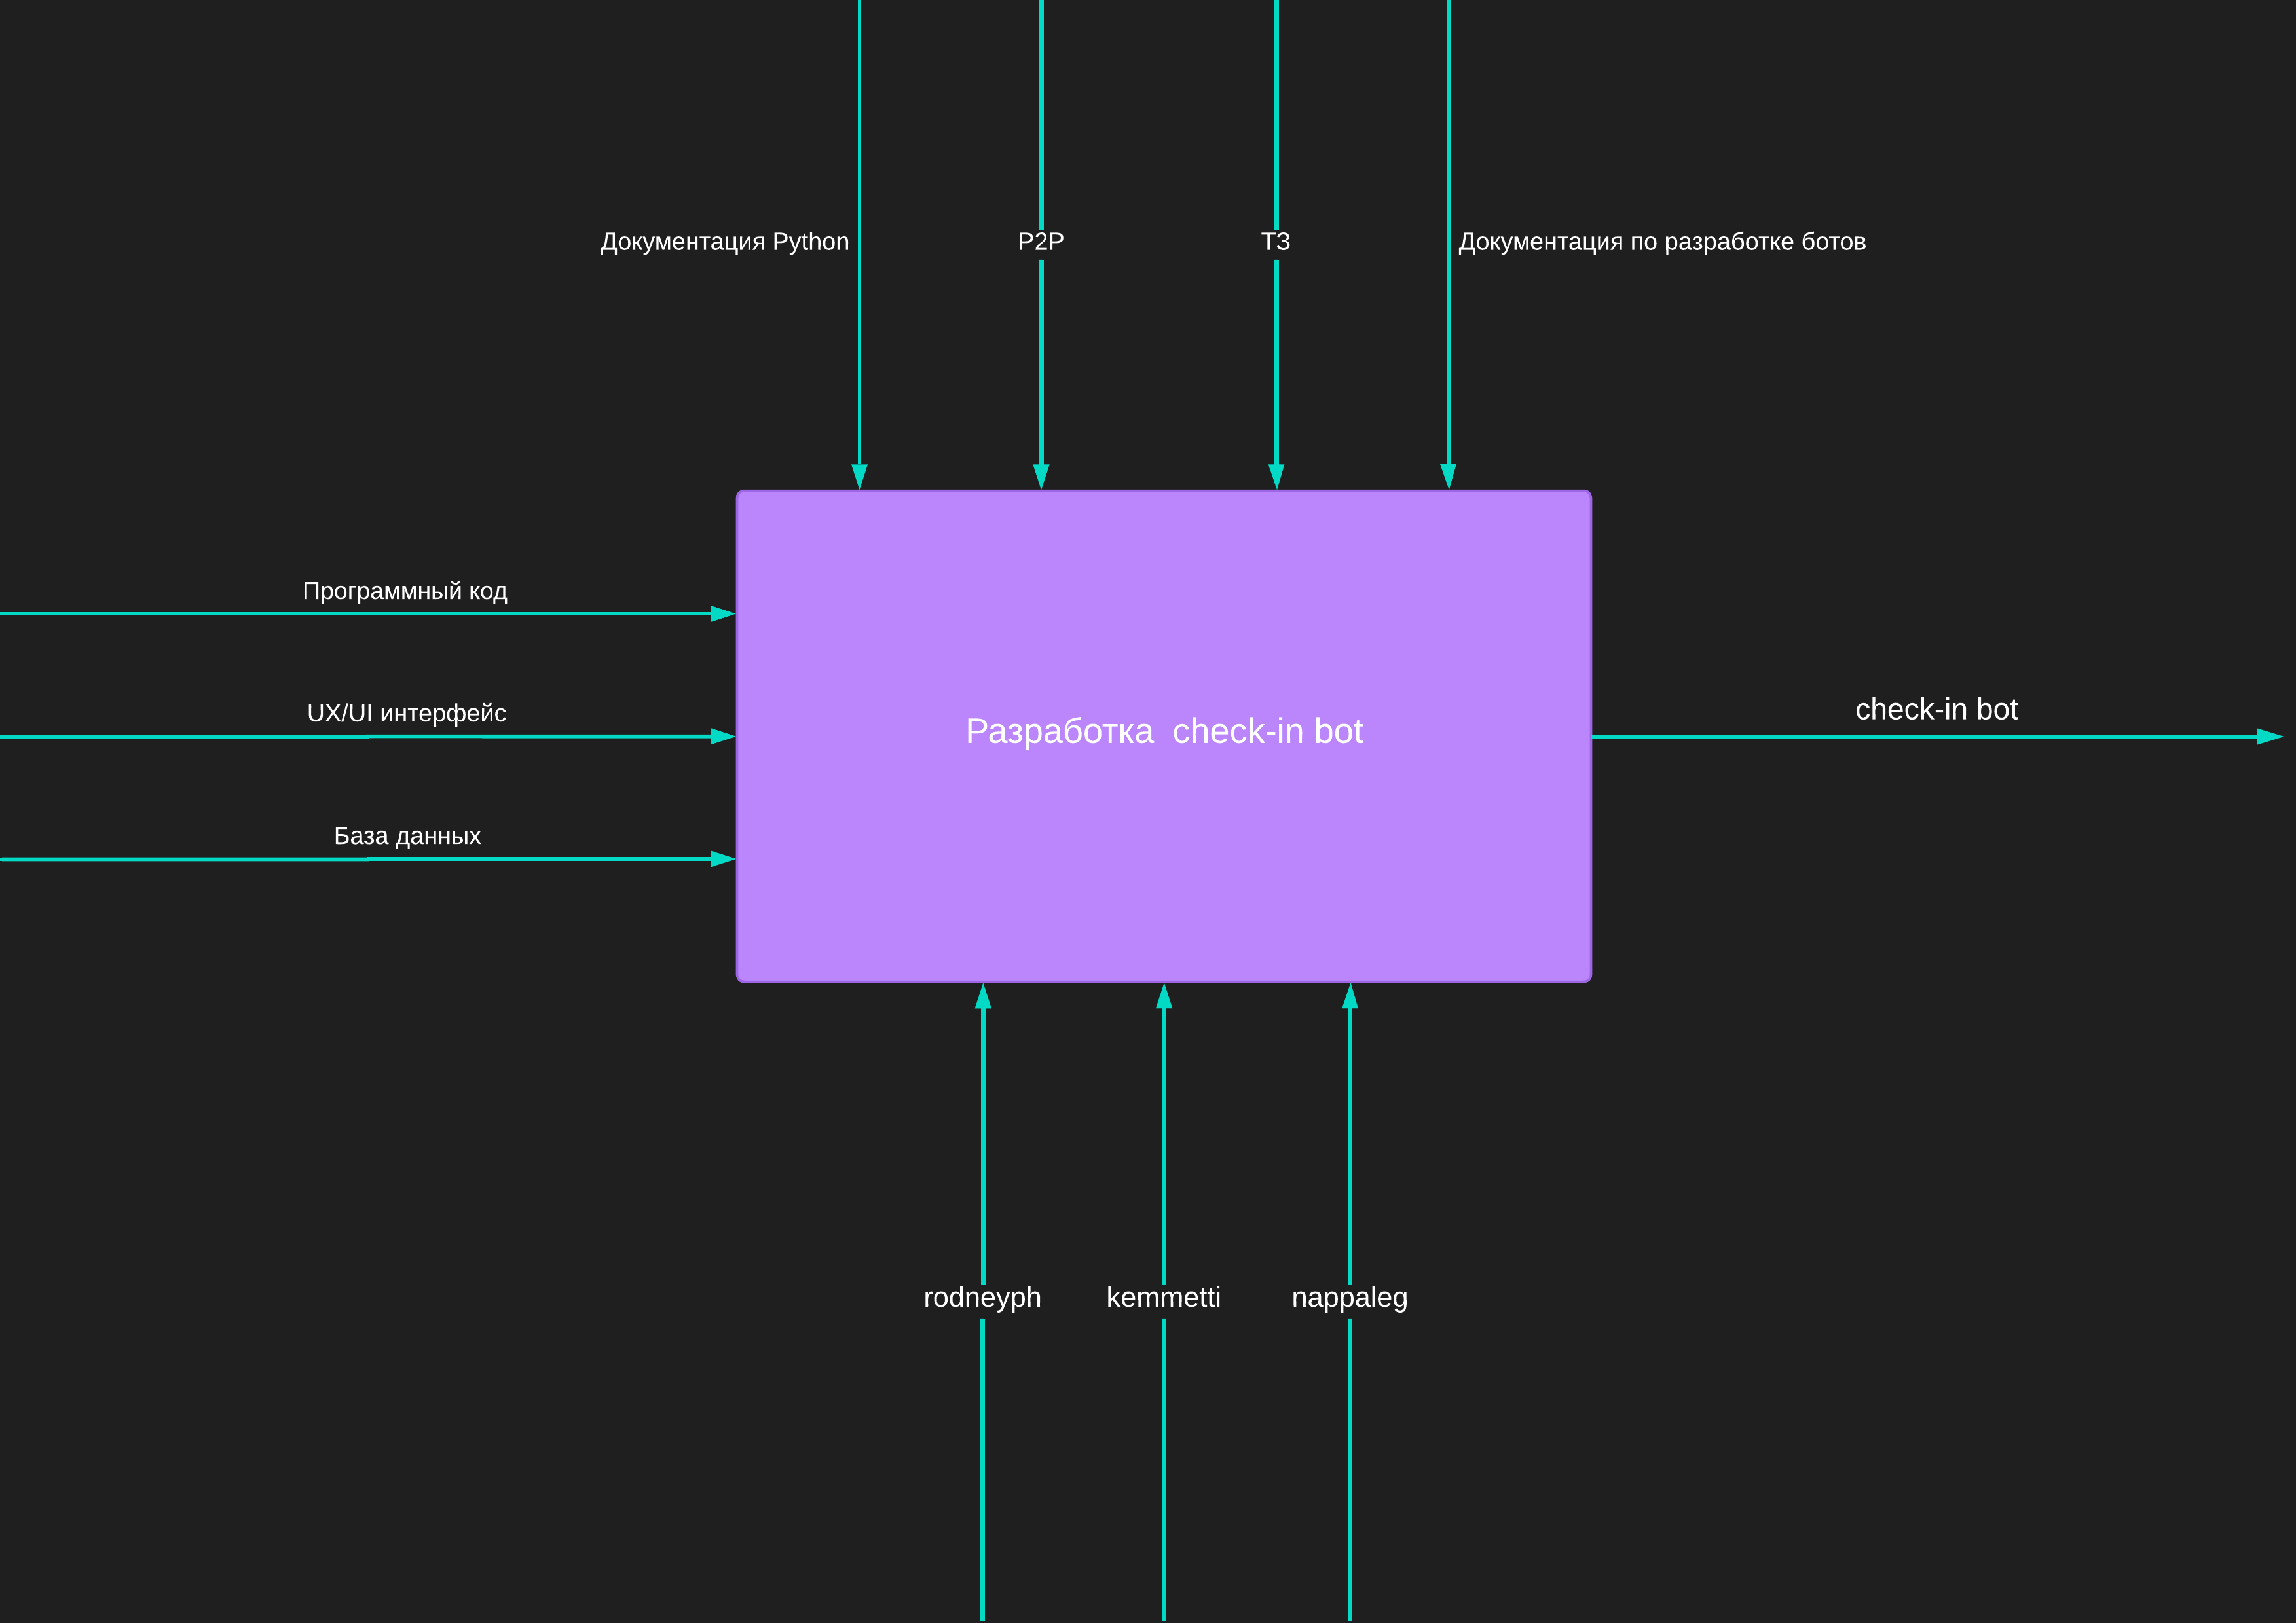 Документация Python
P2P
ТЗ
Документация по разработке ботов
Программный код
UX/UI интерфейс
База данных
Разработка  check-in bot
check-in bot
rodneyph
kemmetti
nappaleg